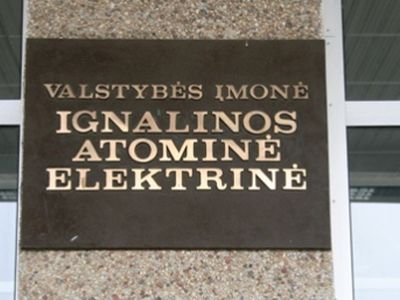 VALSTYBĖS ĮMONĖ
IGNALINOS
ATOMINĖ
ELEKTRINĖ